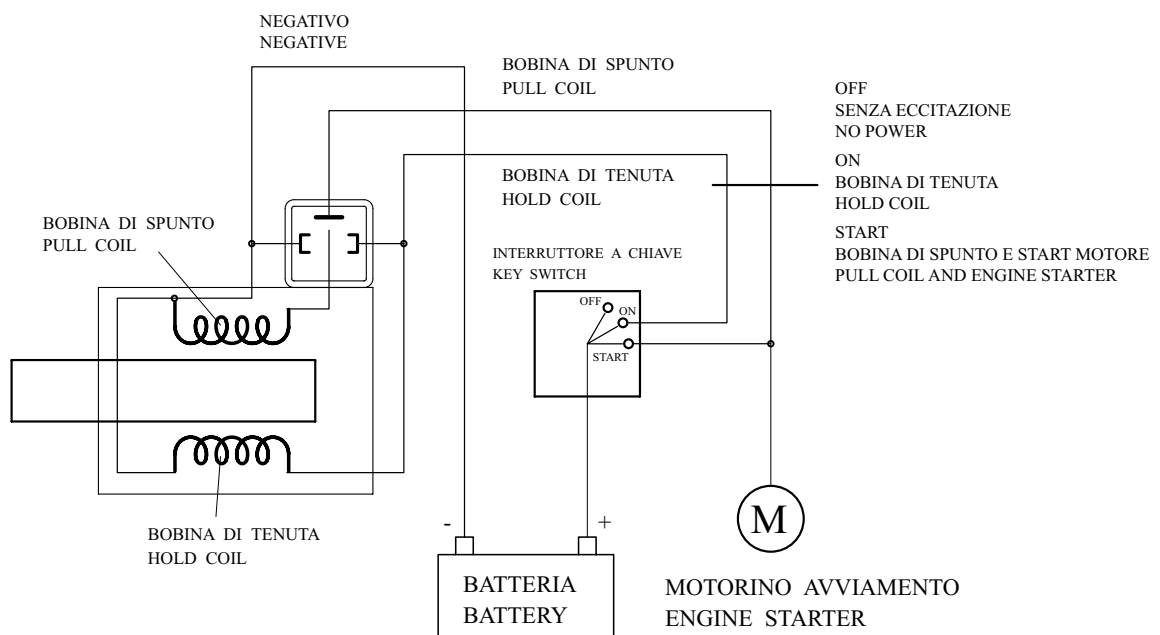 NEGATIVO
NEGATIVE
BOBINA DI SPUNTO
PULL COIL
OFF
SENZA ECCITAZIONE
NO POWER
ON
BOBINA DI TENUTA
HOLD COIL
START
BOBINA DI SPUNTO E START MOTORE
PULL COIL AND ENGINE STARTER
BOBINA DI TENUTA
HOLD COIL
BOBINA DI SPUNTO
PULL COIL
INTERRUTTORE A CHIAVE
KEY SWITCH
OFF
ON
START
BOBINA DI TENUTA
HOLD COIL
- +
M
BATTERIA
BATTERY
MOTORINO AVVIAMENTO
ENGINE STARTER